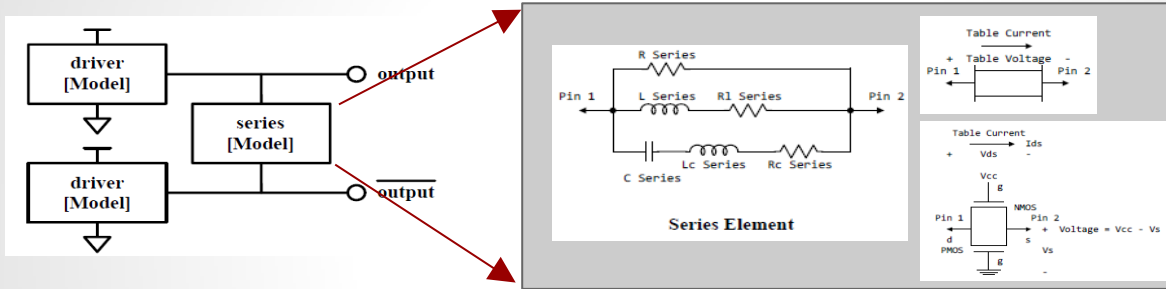 driver
[Model]
output
series
[Model]
driver
[Model]
output
R Series
Pin 1
L Series
Rl Series
Pin 2
Lc Series
Rc Series
C Series
Series Element
Table Current
+ Table Voltage -
Pin 1
Pin 2
Table Current
Ids
+ Vds -
Vcc
g
NMOS
Pin 1
Pin 2
+ Voltage = Vcc - Vs
d
s
PMOS
Vs
g
-